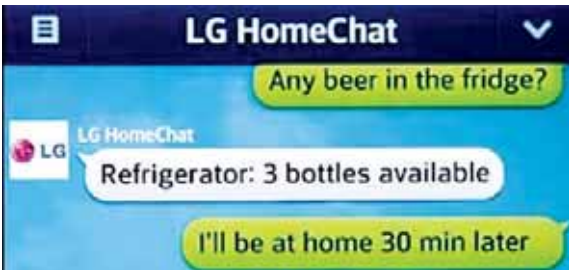 LG HomeChat
Any beer in the fridge?
LG HomeChat
LG
Refrigerator: 3 bottles available
I'll be at home 30 min later